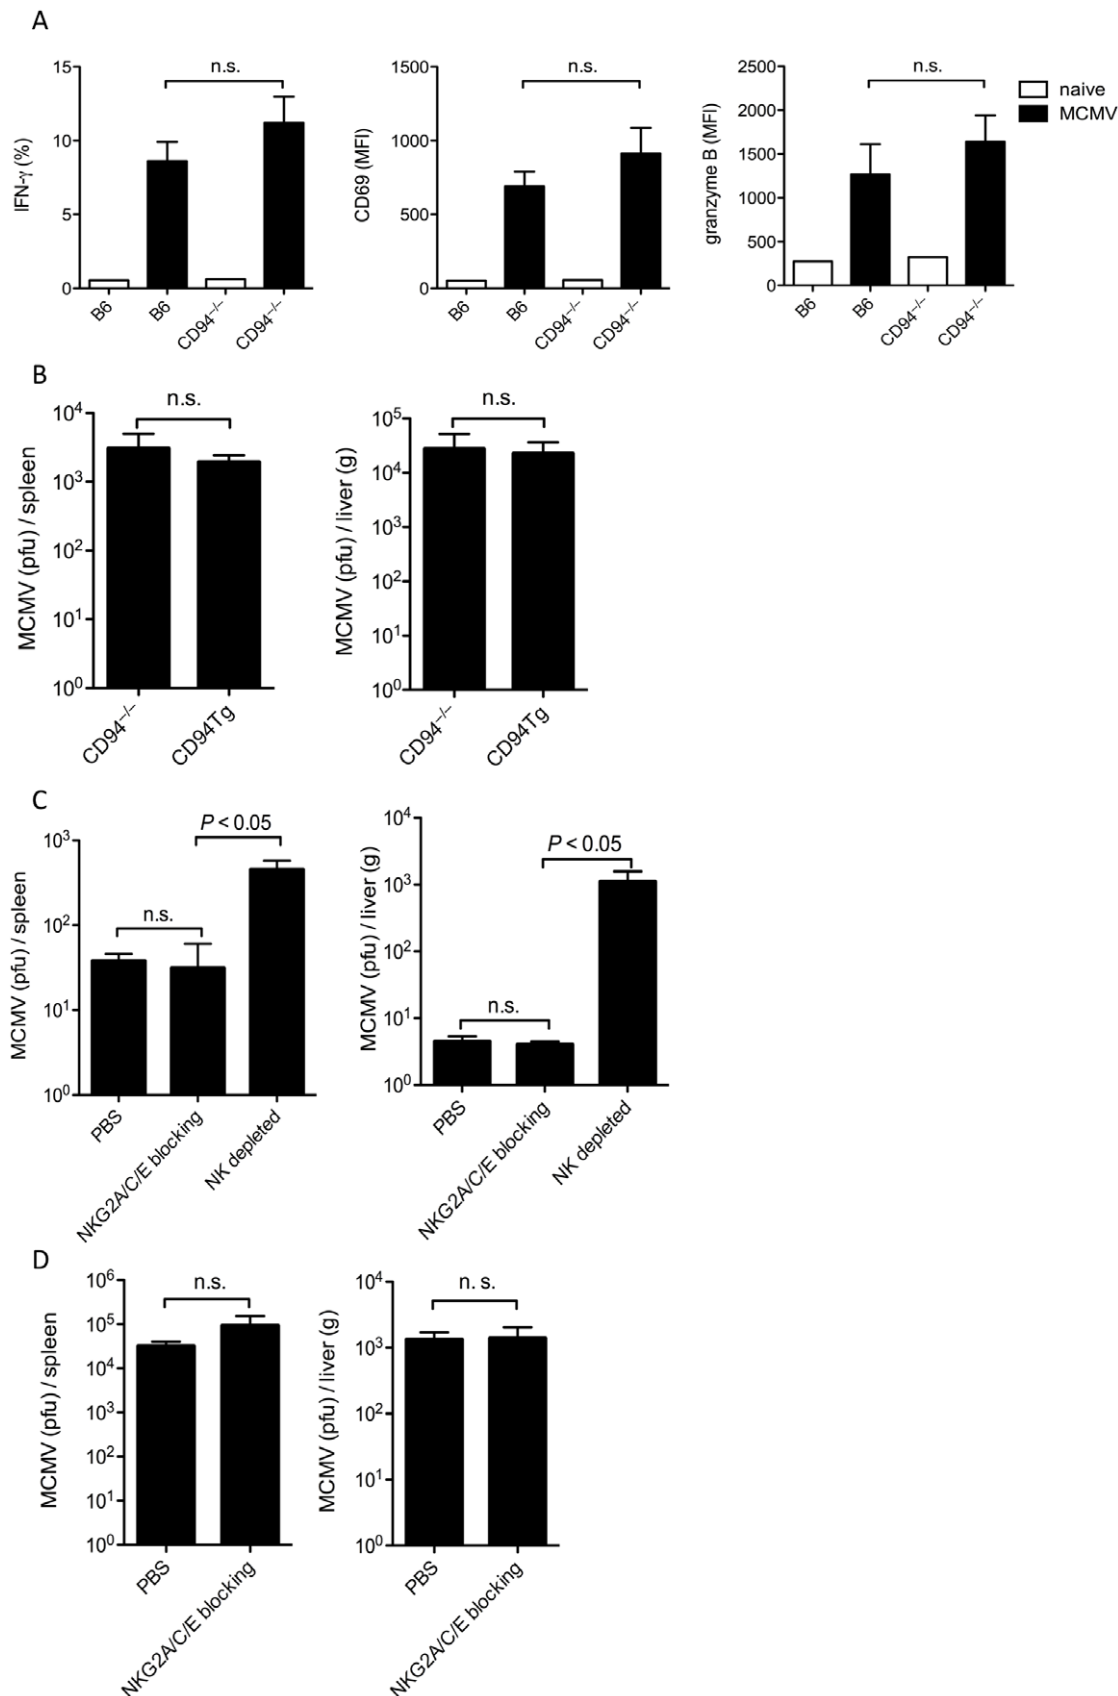 A
n.s.
n.s.
n.s.
naive
MCMV
IFN-γ (%)
15
10
5
0
B6
B6
CD94⁻/⁻
CD94⁻/⁻
CD69 (MFI)
1500
1000
500
0
B6
B6
CD94⁻/⁻
CD94⁻/⁻
granzyme B (MFI)
2500
2000
1500
1000
500
0
B6
B6
CD94⁻/⁻
CD94⁻/⁻
B
n.s.
MCMV (pfu) / spleen
10⁴
10³
10²
10¹
10⁰
CD94⁻/⁻
CD94Tg
n.s.
MCMV (pfu) / liver (g)
10⁵
10⁴
10³
10²
10¹
10⁰
CD94⁻/⁻
CD94Tg
C
P < 0.05
n.s.
MCMV (pfu) / spleen
10³
10²
10¹
10⁰
PBS
NKG2A/C/E blocking
NK depleted
P < 0.05
n.s.
MCMV (pfu) / liver (g)
10⁴
10³
10²
10¹
10⁰
PBS
NKG2A/C/E blocking
NK depleted
D
n.s.
MCMV (pfu) / spleen
10⁶
10⁵
10⁴
10³
10²
10¹
10⁰
PBS
NKG2A/C/E blocking
n. s.
MCMV (pfu) / liver (g)
10⁴
10³
10²
10¹
10⁰
PBS
NKG2A/C/E blocking